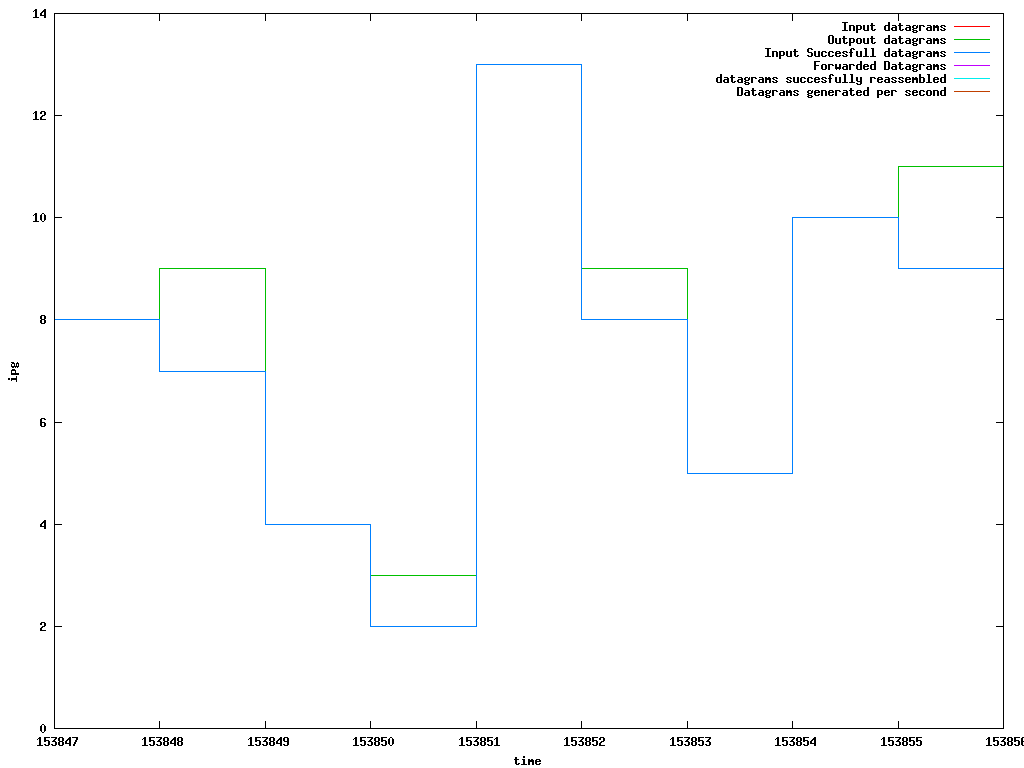 14
12
10
8
6
4
2
0
ipg
Input datagrams
Outpout datagrams
Input Succesfull datagrams
Forwarded Datagrams
datagrams succesfully reassembled
Datagrams generated per second
153847 153848 153849 153850 153851 153852 153853 153854 153855 153856
time